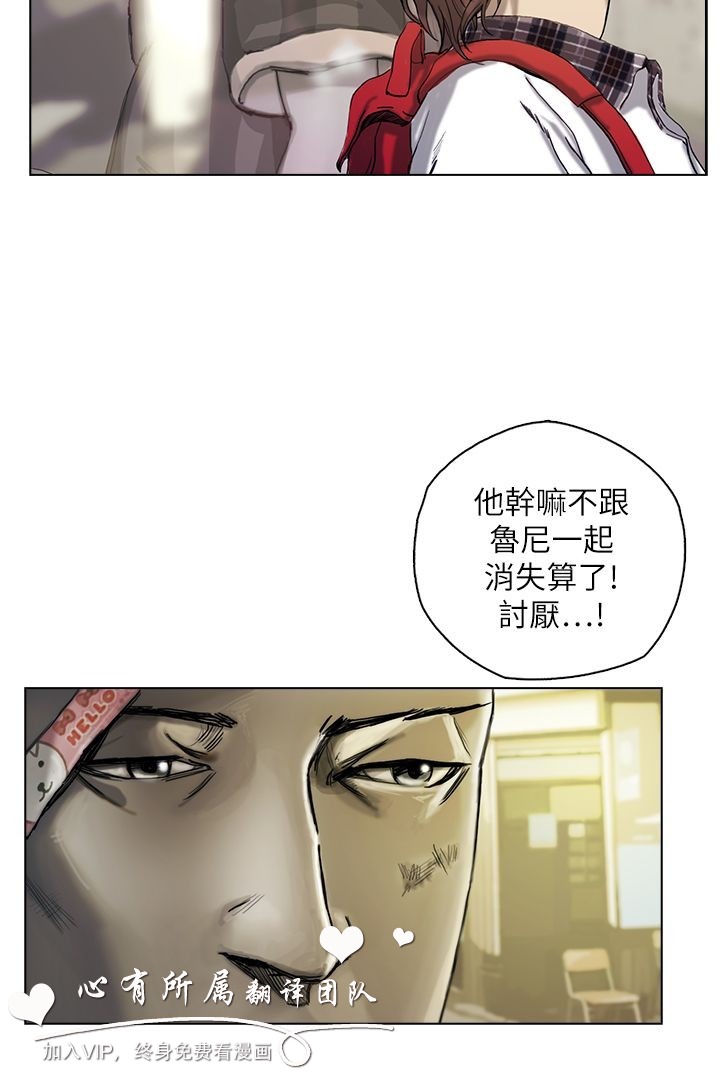 他幹嘛不跟
魯尼一起
消失算了!
討厭...!
HELLO
心有所属翻译团队
加入VIP，终身免费看漫画